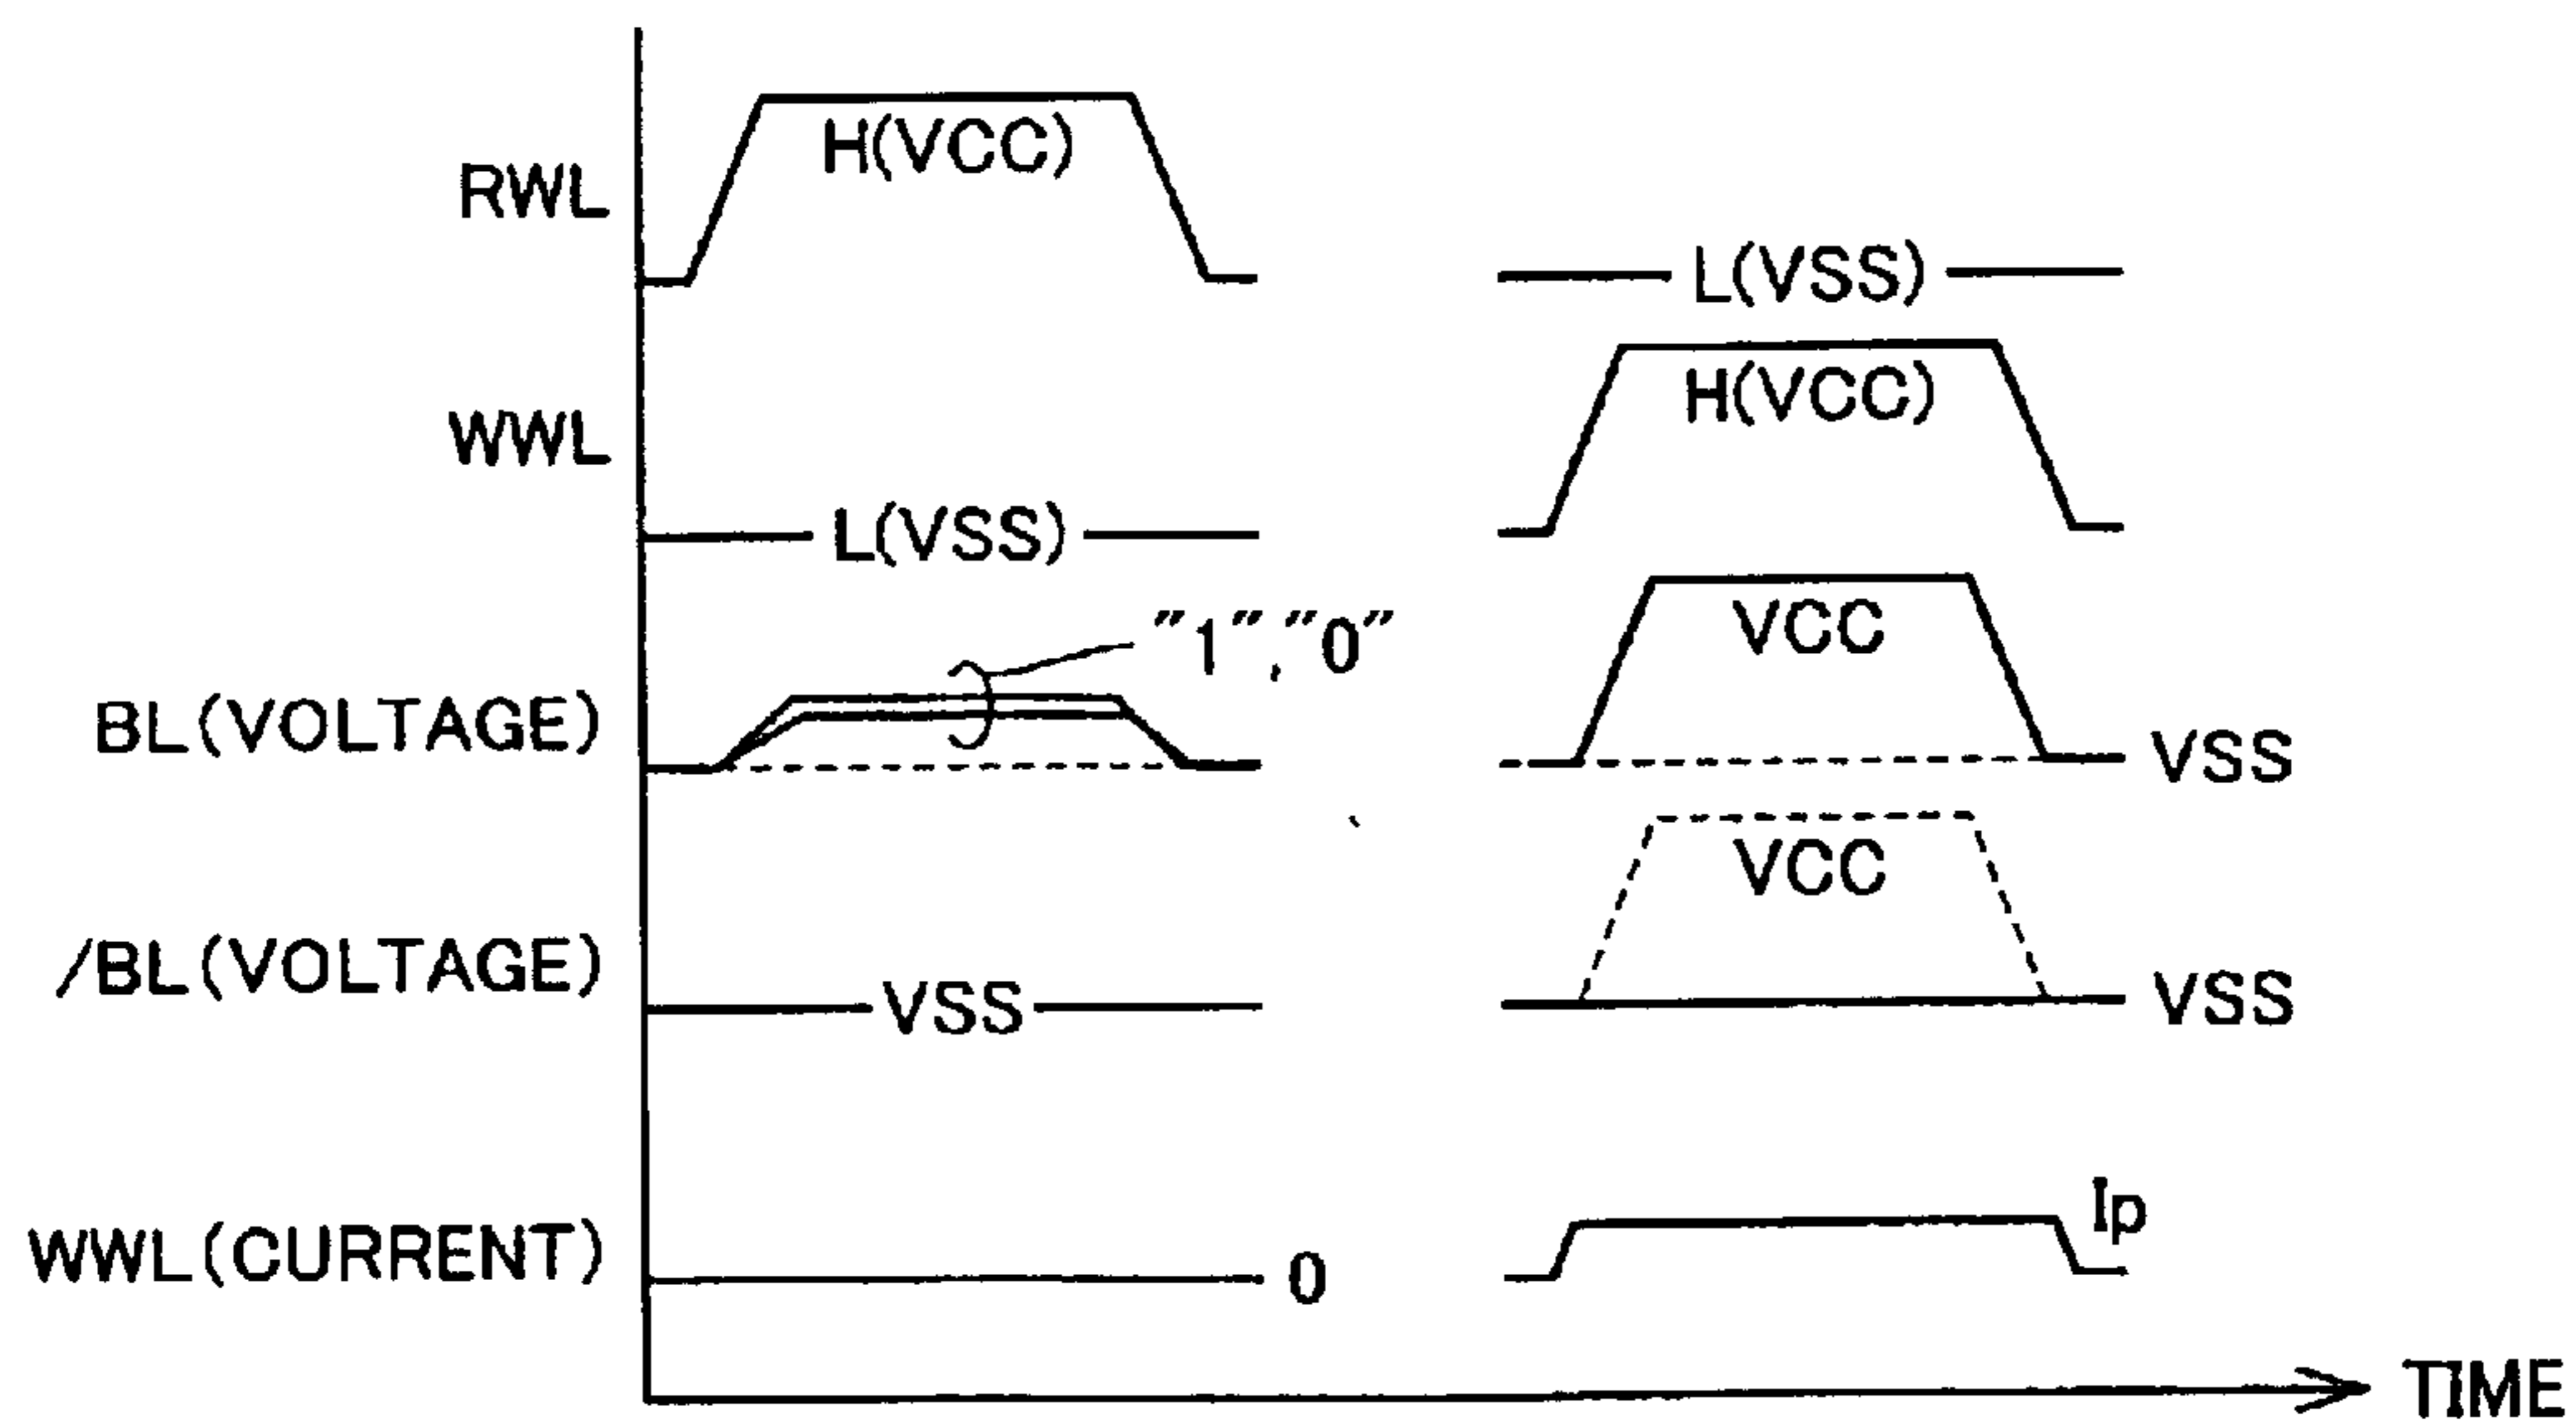 H(VCC)
RWL
L(VSS)
H(VCC)
WWL
L(VSS)
"1","0"
VCC
BL(VOLTAGE)
VSS
VCC
/BL(VOLTAGE)
VSS
VSS
Ip
WWL(CURRENT)
0
TIME